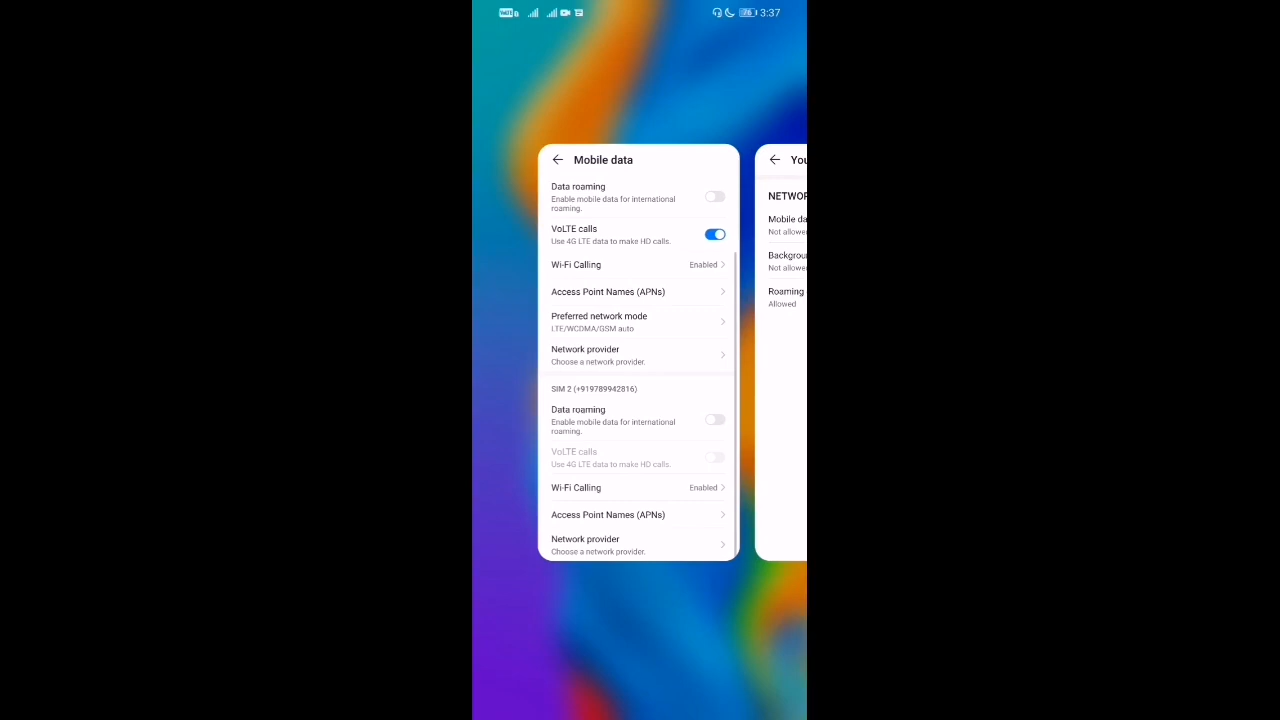 VoLTE
76
3:37
Mobile data
Data roaming
Enable mobile data for international
roaming.
VoLTE calls
Use 4G LTE data to make HD calls.
Wi-Fi Calling
Enabled
Access Point Names (APNs)
Preferred network mode
LTE/WCDMA/GSM auto
Network provider
Choose a network provider.
SIM 2 (+919789942816)
Data roaming
Enable mobile data for international
roaming.
VoLTE calls
Use 4G LTE data to make HD calls.
Wi-Fi Calling
Enabled
Access Point Names (APNs)
Network provider
Choose a network provider.
You
NETWOR
Mobile da
Not allowe
Backgrou
Not allowe
Roaming
Allowed